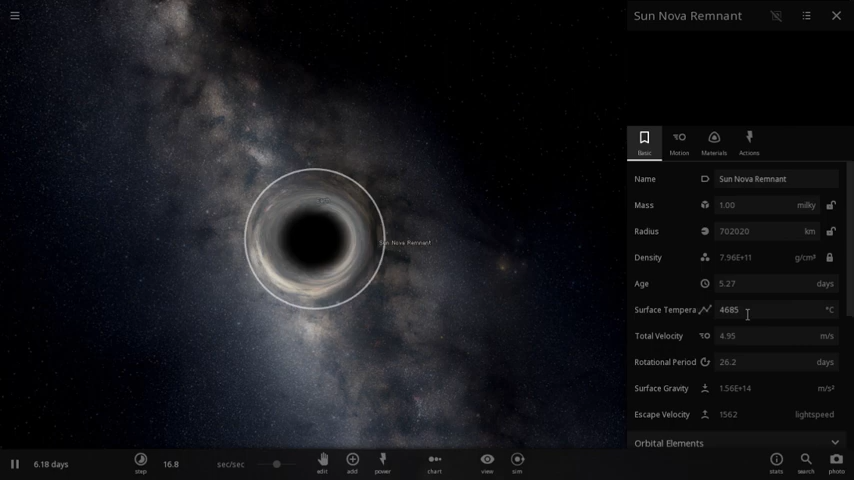 Sun Nova Remnant
Basic
Motion
Materials
Actions
Name Sun Nova Remnant
Mass 1.00 milky
Radius 702020 km
Density 7.96E+11 g/cm³
Age 5.27 days
Surface Tempera 4685 °C
Total Velocity 4.95 m/s
Rotational Period 26.2 days
Surface Gravity 1.56E+14 m/s²
Escape Velocity 1562 lightspeed
Orbital Elements
Sun Nova Remnant
6.18 days
step
16.8 sec/sec
edit
add
power
chart
view
sim
stats
search
photo